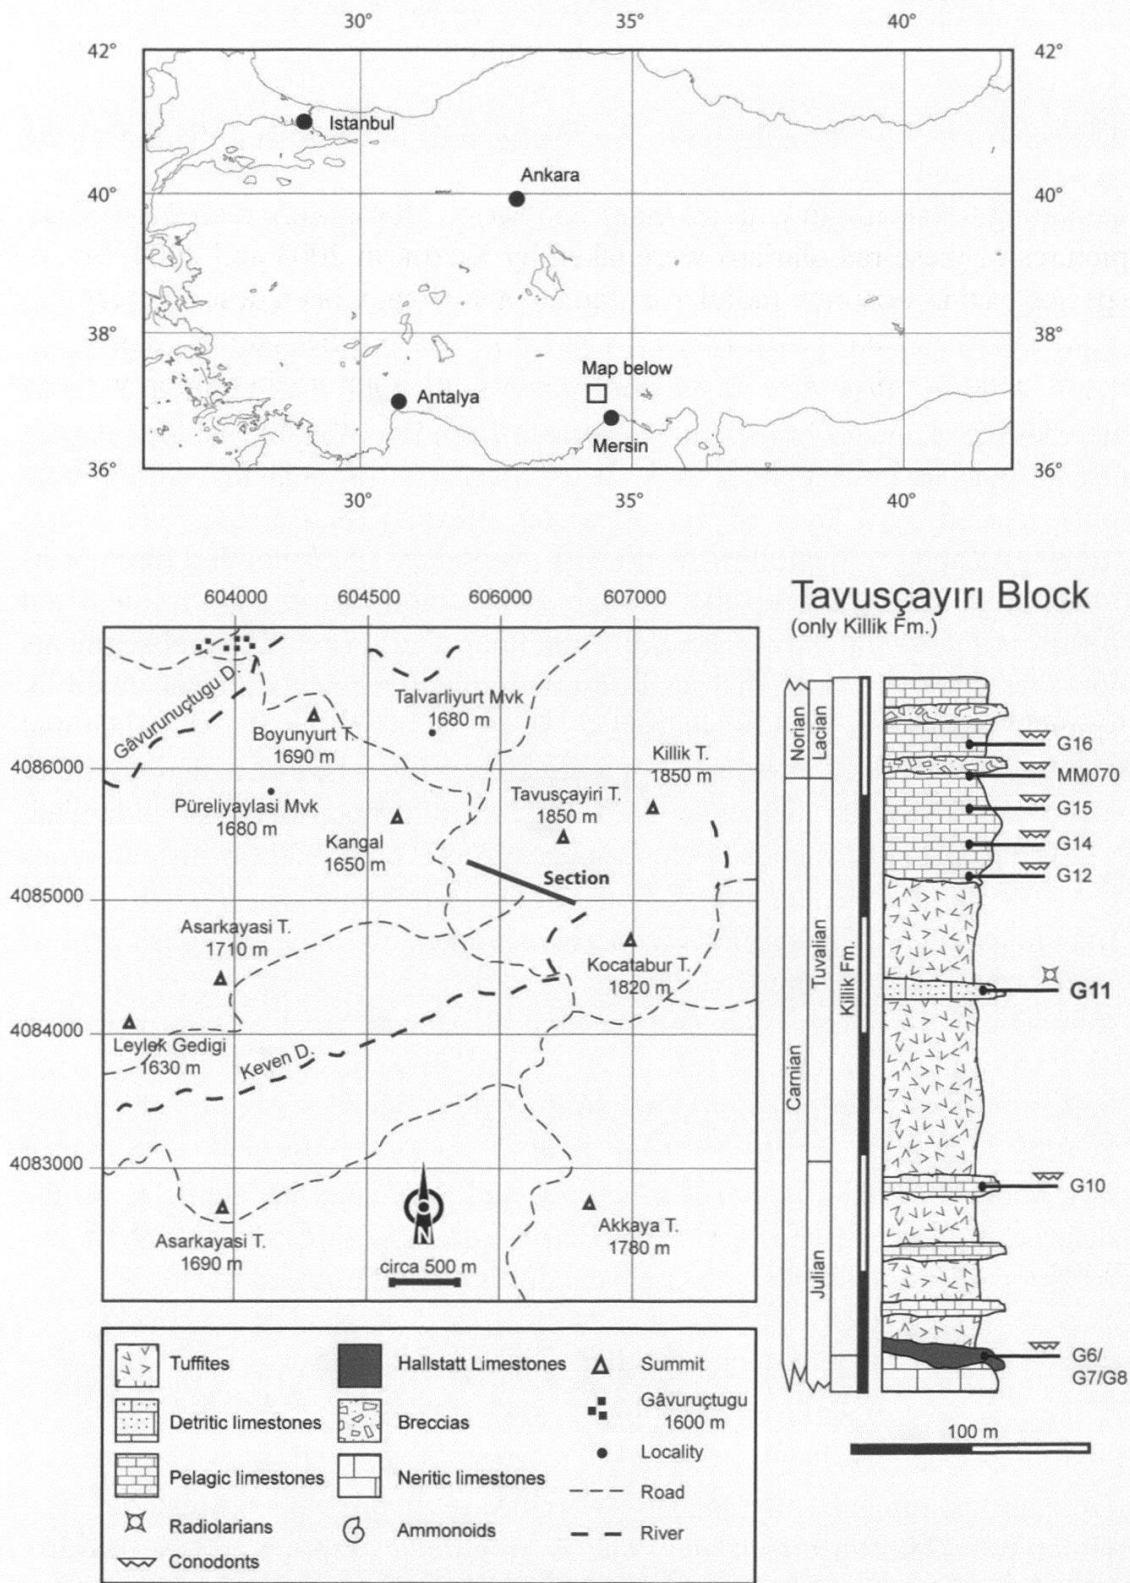 30° 35° 40°
42° 42°
Istanbul
Ankara
40° 40°
38° 38°
Map below
Antalya
Mersin
36° 36°
30° 35° 40°
604000 604500 606000 607000
Gâvurunuçtugu D.
Talvarliyurt Mvk
1680 m
Boyunyurt T.
1690 m
Killik T.
1850 m
4086000
Püreliyaylasi Mvk
1680 m
Tavusçayiri T.
1850 m
Kangal
1650 m
Section
4085000
Asarkayasi T.
1710 m
Kocatabur T.
1820 m
4084000
Leylek Gedigi
1630 m
Keven D.
4083000
N
Asarkayasi T.
1690 m
circa 500 m
Akkaya T.
1780 m
Tavusçayırı Block
(only Killik Fm.)
Norian
Lacian
Carnian
Tuvalian
Julian
Killik Fm.
G16
MM070
G15
G14
G12
G11
G10
G6/
G7/G8
100 m
Tuffites
Detritic limestones
Pelagic limestones
Radiolarians
Conodonts
Hallstatt Limestones
Breccias
Neritic limestones
Ammonoids
Summit
Gâvuruçtugu
1600 m
Locality
Road
River